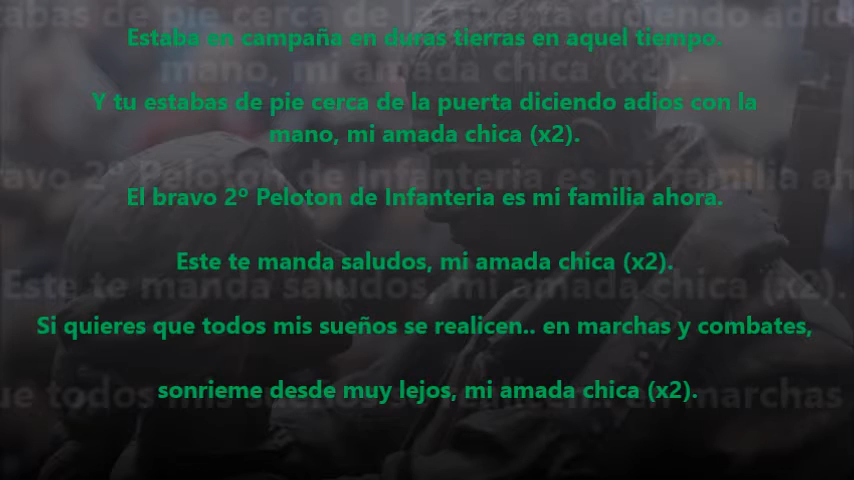 Estaba en campaña en duras tierras en aquel tiempo.
Y tu estabas de pie cerca de la puerta diciendo adios con la
mano, mi amada chica (x2).
El bravo 2º Peloton de Infanteria es mi familia ahora.
Este te manda saludos, mi amada chica (x2).
Si quieres que todos mis sueños se realicen.. en marchas y combates,
sonrieme desde muy lejos, mi amada chica (x2).